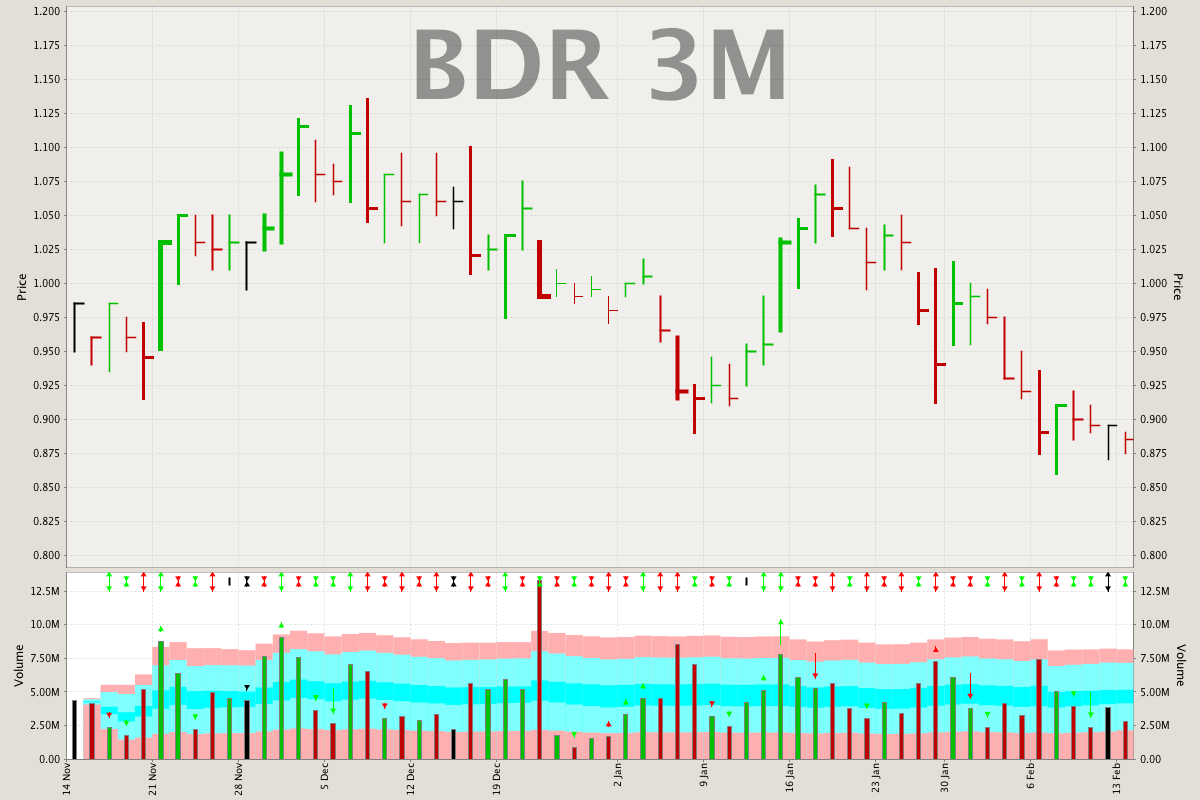 BDR 3M
1.200 1.200
1.175 1.175
1.150 1.150
1.125 1.125
1.100 1.100
1.075 1.075
1.050 1.050
1.025 1.025
1.000 1.000
0.975 0.975
0.950 0.950
0.925 0.925
0.900 0.900
0.875 0.875
0.850 0.850
0.825 0.825
0.800 0.800
Price Price
12.5M 12.5M
10.0M 10.0M
7.50M 7.50M
5.00M 5.00M
2.50M 2.50M
0.00 0.00
Volume Volume
14 Nov 21 Nov 28 Nov 5 Dec 12 Dec 19 Dec 2 Jan 9 Jan 16 Jan 23 Jan 30 Jan 6 Feb 13 Feb